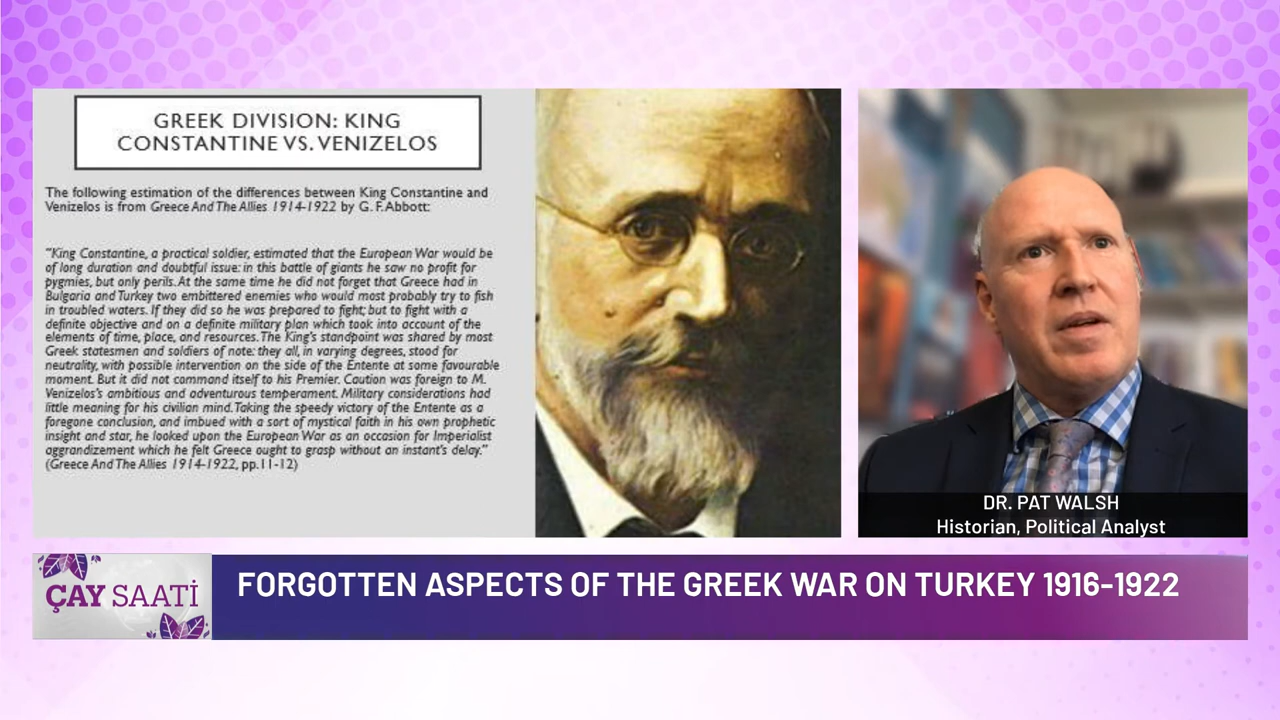 GREEK DIVISION: KING
CONSTANTINE VS. VENIZELOS
The following estimation of the differences between King Constantine and
Venizelos is from Greece And The Allies 1914-1922 by G. F. Abbott:
"King Constantine, a practical soldier, estimated that the European War would be
of long duration and doubtful issue: in this battle of giants he saw no profit for
pygmies, but only perils. At the same time he did not forget that Greece had in
Bulgaria and Turkey two embittered enemies who would most probably try to fish
in troubled waters. If they did so he was prepared to fight; but to fight with a
definite objective and on a definite military plan which took into account of the
elements of time, place, and resources. The King's standpoint was shared by most
Greek statesmen and soldiers of note: they all, in varying degrees, stood for
neutrality, with possible intervention on the side of the Entente at some favourable
moment. But it did not command itself to his Premier. Caution was foreign to M.
Venizelos's ambitious and adventurous temperament. Military considerations had
little meaning for his civilian mind. Taking the speedy victory of the Entente as a
foregone conclusion, and imbued with a sort of mystical faith in his own prophetic
insight and star, he looked upon the European War as an occasion for Imperialist
aggrandizement which he felt Greece ought to grasp without an instant's delay."
(Greece And The Allies 1914-1922, pp.11-12)
DR. PAT WALSH
Historian, Political Analyst
ÇAY SAATİ
FORGOTTEN ASPECTS OF THE GREEK WAR ON TURKEY 1916-1922